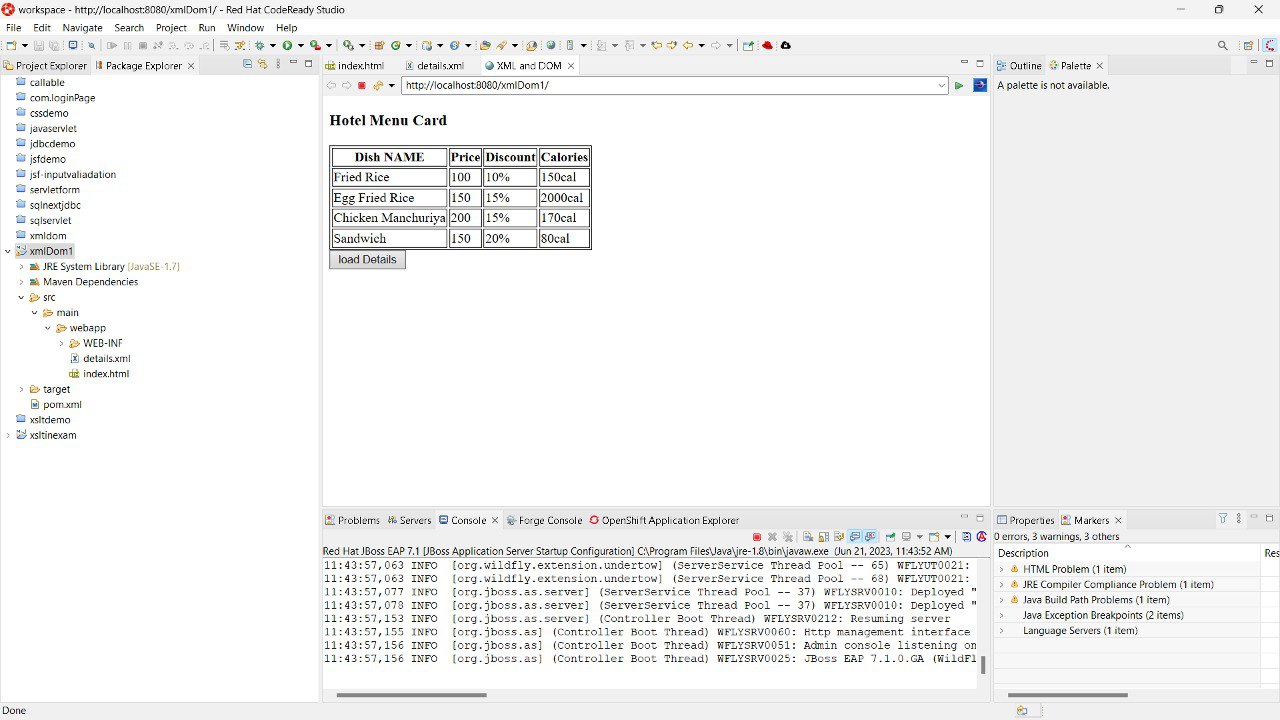 workspace - http://localhost:8080/xmlDom1/ - Red Hat CodeReady Studio
File Edit Navigate Search Project Run Window Help
Project Explorer Package Explorer
callable
com.loginPage
cssdemo
javaservlet
jdbcdemo
jsfdemo
jsf-inputvaliadation
servletform
sqlnextjdbc
sqlservlet
xmldom
xmlDom1
JRE System Library [JavaSE-1.7]
Maven Dependencies
src
main
webapp
WEB-INF
details.xml
index.html
target
pom.xml
xsltdemo
xsltinexam
index.html details.xml XML and DOM
http://localhost:8080/xmlDom1/
Hotel Menu Card
Dish NAME Price Discount Calories
Fried Rice 100 10% 150cal
Egg Fried Rice 150 15% 2000cal
Chicken Manchuriya 200 15% 170cal
Sandwich 150 20% 80cal
load Details
Outline Palette
A palette is not available.
Problems Servers Console Forge Console OpenShift Application Explorer
Red Hat JBoss EAP 7.1 [JBoss Application Server Startup Configuration] C:\Program Files\Java\jre-1.8\bin\javaw.exe (Jun 21, 2023, 11:43:52 AM)
11:43:57,063 INFO [org.wildfly.extension.undertow] (ServerService Thread Pool -- 65) WFLYUT0021:
11:43:57,063 INFO [org.wildfly.extension.undertow] (ServerService Thread Pool -- 68) WFLYUT0021:
11:43:57,077 INFO [org.jboss.as.server] (ServerService Thread Pool -- 37) WFLYSRV0010: Deployed "
11:43:57,078 INFO [org.jboss.as.server] (ServerService Thread Pool -- 37) WFLYSRV0010: Deployed "
11:43:57,153 INFO [org.jboss.as.server] (Controller Boot Thread) WFLYSRV0212: Resuming server
11:43:57,155 INFO [org.jboss.as] (Controller Boot Thread) WFLYSRV0060: Http management interface
11:43:57,156 INFO [org.jboss.as] (Controller Boot Thread) WFLYSRV0051: Admin console listening on
11:43:57,156 INFO [org.jboss.as] (Controller Boot Thread) WFLYSRV0025: JBoss EAP 7.1.0.GA (WildFl
Properties Markers
0 errors, 3 warnings, 3 others
Description Res
HTML Problem (1 item)
JRE Compiler Compliance Problem (1 item)
Java Build Path Problems (1 item)
Java Exception Breakpoints (2 items)
Language Servers (1 item)
Done